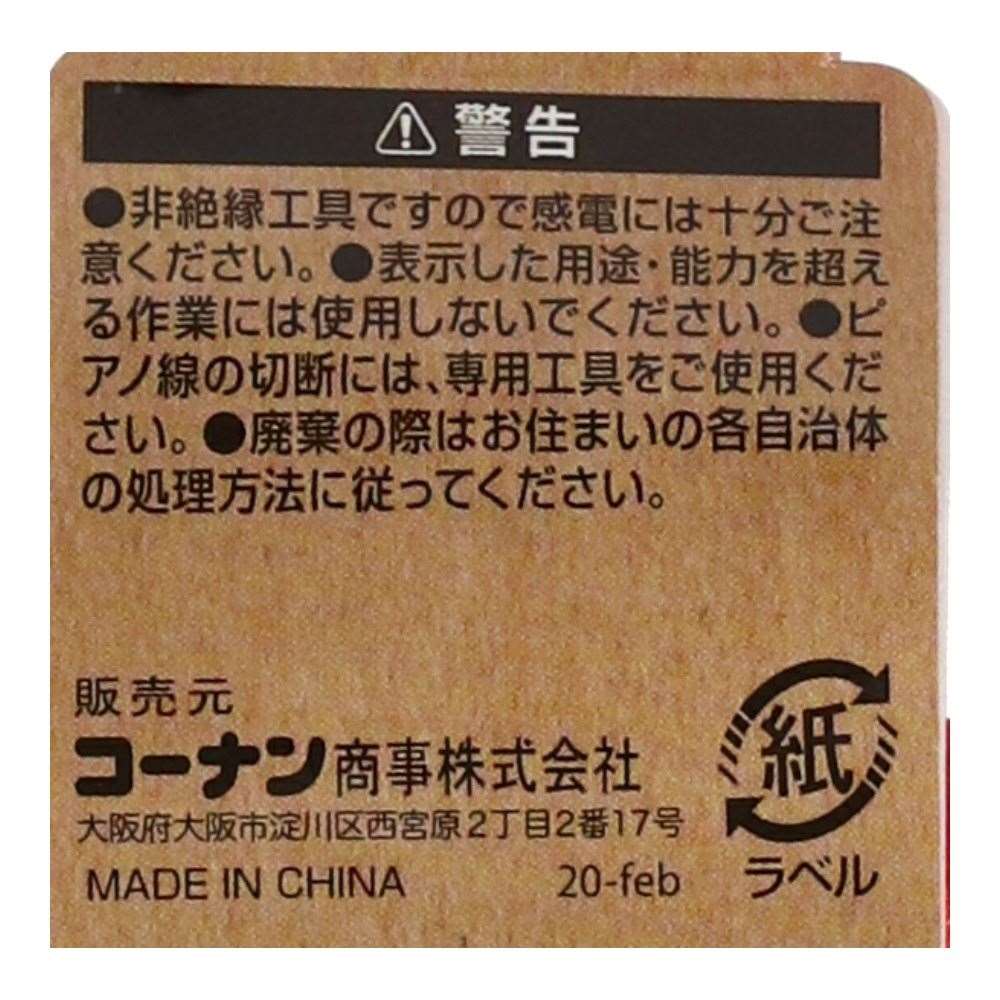 警告
●非絶縁工具ですので感電には十分ご注
意ください。●表示した用途・能力を超え
る作業には使用しないでください。●ピ
アノ線の切断には、専用工具をご使用くだ
さい。●廃棄の際はお住まいの各自治体
の処理方法に従ってください。
販売元
コーナン商事株式会社
大阪府大阪市淀川区西宮原2丁目2番17号
MADE IN CHINA 20-feb
紙
ラベル